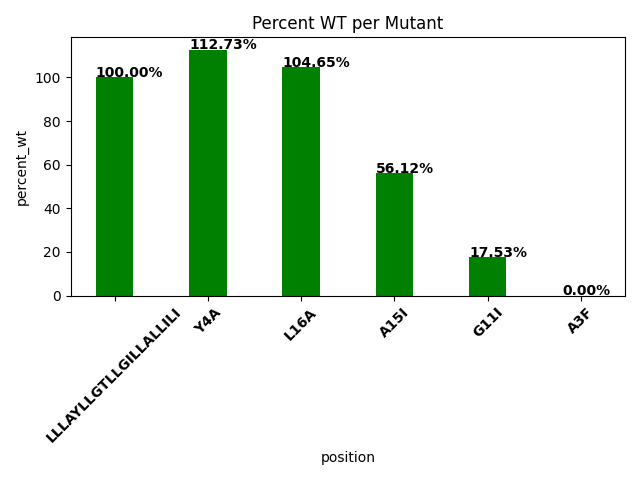 Percent WT per Mutant
percent_wt
100
80
60
40
20
0
100.00%
112.73%
104.65%
56.12%
17.53%
0.00%
LLLAYLLGTLLGILLALLILI
Y4A
L16A
A15I
G11I
A3F
position